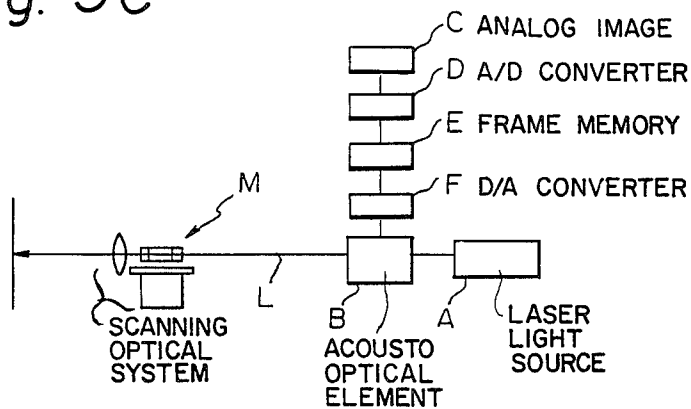 C ANALOG IMAGE
D A/D CONVERTER
E FRAME MEMORY
F D/A CONVERTER
M
L
B
A
SCANNING
OPTICAL
SYSTEM
ACOUSTO
OPTICAL
ELEMENT
LASER
LIGHT
SOURCE